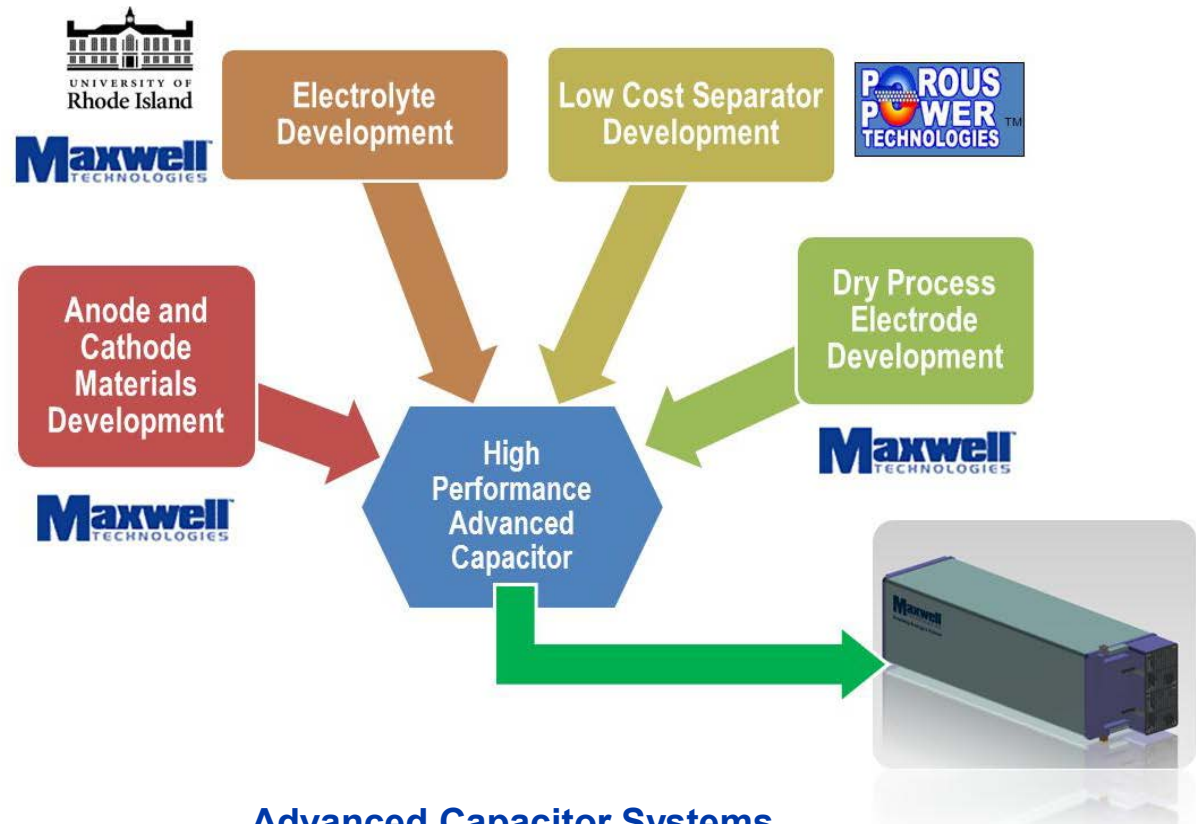 UNIVERSITY OF
Rhode Island
Maxwell
TECHNOLOGIES
Electrolyte
Development
Low Cost Separator
Development
POROUS
POWER
TECHNOLOGIES
TM
Anode and
Cathode
Materials
Development
Maxwell
TECHNOLOGIES
Dry Process
Electrode
Development
Maxwell
TECHNOLOGIES
High
Performance
Advanced
Capacitor
Maxwell
Advanced Capacitor Systems